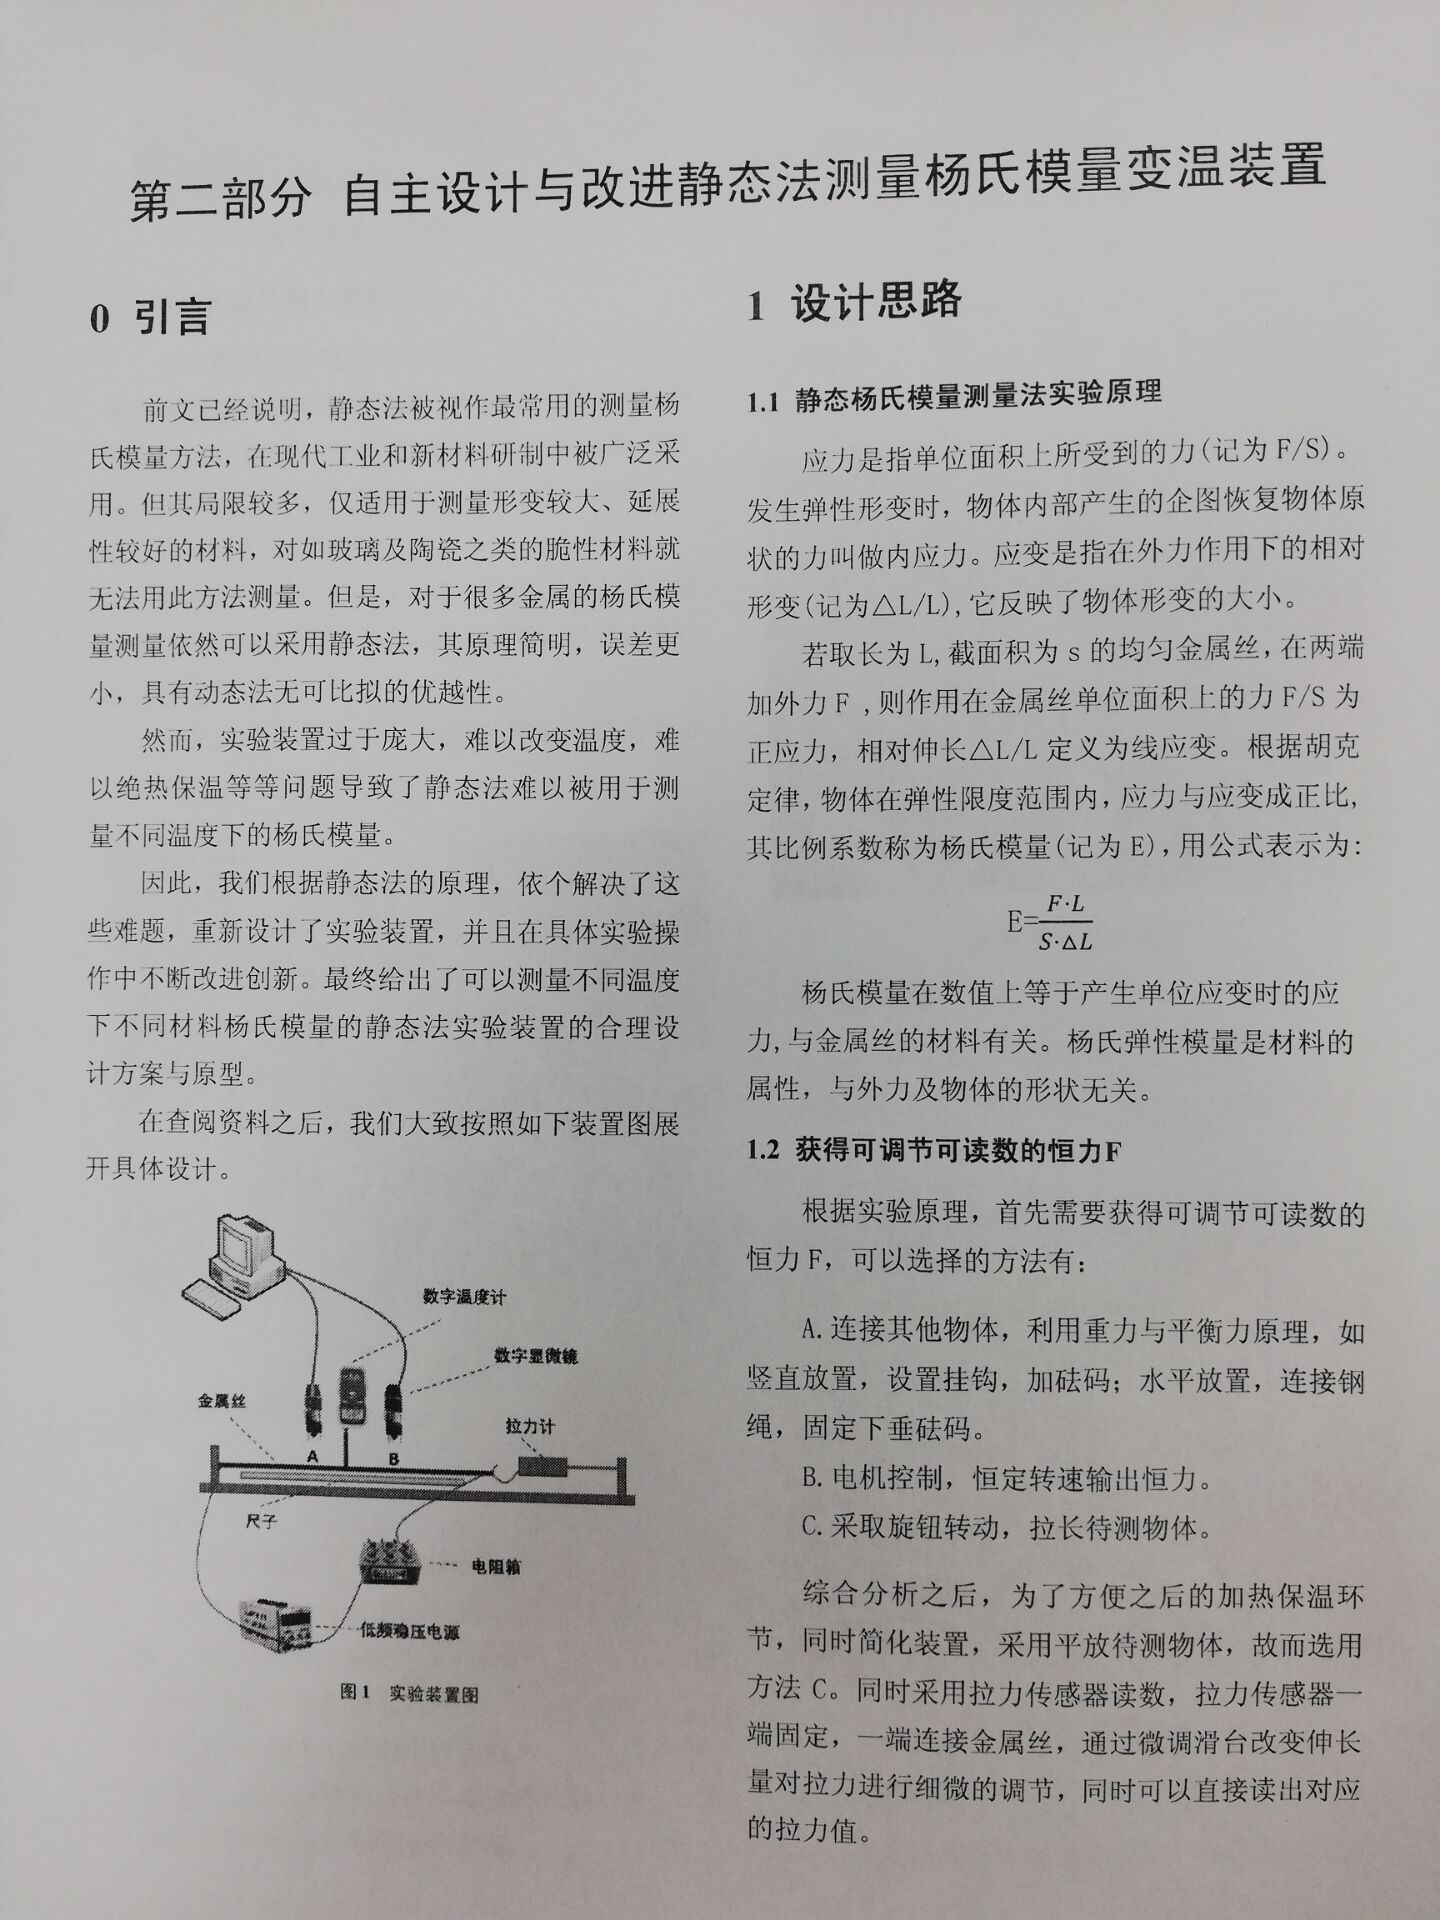 第二部分 自主设计与改进静态法测量杨氏模量变温装置
0 引言
前文已经说明，静态法被视作最常用的测量杨
氏模量方法，在现代工业和新材料研制中被广泛采
用。但其局限较多，仅适用于测量形变较大、延展
性较好的材料，对如玻璃及陶瓷之类的脆性材料就
无法用此方法测量。但是，对于很多金属的杨氏模
量测量依然可以采用静态法，其原理简明，误差更
小，具有动态法无可比拟的优越性。
然而，实验装置过于庞大，难以改变温度，难
以绝热保温等等问题导致了静态法难以被用于测
量不同温度下的杨氏模量。
因此，我们根据静态法的原理，依个解决了这
些难题，重新设计了实验装置，并且在具体实验操
作中不断改进创新。最终给出了可以测量不同温度
下不同材料杨氏模量的静态法实验装置的合理设
计方案与原型。
在查阅资料之后，我们大致按照如下装置图展
开具体设计。
数字温度计
数字显微镜
金属丝
拉力计
A
B
尺子
电阻箱
低频稳压电源
图1 实验装置图
1 设计思路
1.1 静态杨氏模量测量法实验原理
应力是指单位面积上所受到的力(记为 F/S)。
发生弹性形变时，物体内部产生的企图恢复物体原
状的力叫做内应力。应变是指在外力作用下的相对
形变(记为△L/L),它反映了物体形变的大小。
若取长为 L,截面积为 s 的均匀金属丝，在两端
加外力 F ,则作用在金属丝单位面积上的力 F/S 为
正应力，相对伸长△L/L 定义为线应变。根据胡克
定律，物体在弹性限度范围内，应力与应变成正比，
其比例系数称为杨氏模量(记为 E)，用公式表示为：
E=F·L/S·△L
杨氏模量在数值上等于产生单位应变时的应
力,与金属丝的材料有关。杨氏弹性模量是材料的
属性，与外力及物体的形状无关。
1.2 获得可调节可读数的恒力F
根据实验原理，首先需要获得可调节可读数的
恒力 F，可以选择的方法有：
A.连接其他物体，利用重力与平衡力原理，如
竖直放置，设置挂钩，加砝码；水平放置，连接钢
绳，固定下垂砝码。
B.电机控制，恒定转速输出恒力。
C.采取旋钮转动，拉长待测物体。
综合分析之后，为了方便之后的加热保温环
节，同时简化装置，采用平放待测物体，故而选用
方法 C。同时采用拉力传感器读数，拉力传感器一
端固定，一端连接金属丝，通过微调滑台改变伸长
量对拉力进行细微的调节，同时可以直接读出对应
的拉力值。